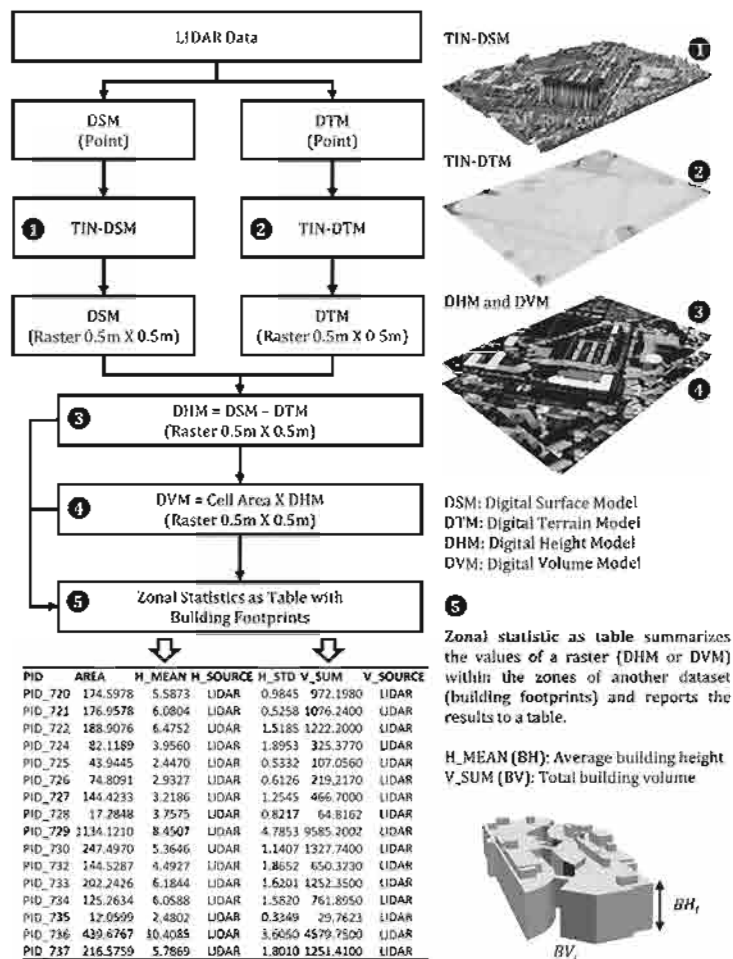 LIDAR Data
DSM
(Point)
DTM
(Point)
1 TIN-DSM
2 TIN-DTM
DSM
(Raster 0.5m X 0.5m)
DTM
(Raster 0.5m X 0.5m)
3 DHM = DSM – DTM
(Raster 0.5m X 0.5m)
4 DVM = Cell Area X DHM
(Raster 0.5m X 0.5m)
5 Zonal Statistics as Table with
Building Footprints
PID AREA H_MEAN H_SOURCE H_STD V_SUM V_SOURCE
PID_720 174.5978 5.5873 LIDAR 0.9845 972.1980 LIDAR
PID_721 176.9578 6.0804 LIDAR 0.5258 1076.2400 LIDAR
PID_722 188.9076 6.4752 LIDAR 1.5185 1222.2000 LIDAR
PID_724 82.1189 3.9560 LIDAR 1.8953 325.3770 LIDAR
PID_725 43.9445 2.4470 LIDAR 0.5332 107.0560 LIDAR
PID_726 74.8091 2.9327 LIDAR 0.6126 219.2170 LIDAR
PID_727 144.4233 3.2186 LIDAR 1.2545 466.7000 LIDAR
PID_728 17.2848 3.7575 LIDAR 0.8217 64.8162 LIDAR
PID_729 1134.1210 8.4507 LIDAR 4.7853 9585.2002 LIDAR
PID_730 247.4970 5.3646 LIDAR 1.1407 1327.7400 LIDAR
PID_732 144.5287 4.4927 LIDAR 1.8652 650.3230 LIDAR
PID_733 202.2426 6.1844 LIDAR 1.6201 1252.3500 LIDAR
PID_734 125.2634 6.0588 LIDAR 1.5820 761.8950 LIDAR
PID_735 12.0599 2.4802 LIDAR 0.3349 29.7623 LIDAR
PID_736 439.6767 10.4085 LIDAR 3.6050 4579.7500 LIDAR
PID_737 216.5759 5.7869 LIDAR 1.8010 1251.4100 LIDAR
TIN-DSM
1
TIN-DTM
2
DHM and DVM
3
4
DSM: Digital Surface Model
DTM: Digital Terrain Model
DHM: Digital Height Model
DVM: Digital Volume Model
5
Zonal statistic as table summarizes
the values of a raster (DHM or DVM)
within the zones of another dataset
(building footprints) and reports the
results to a table.
H_MEAN (BH): Average building height
V_SUM (BV): Total building volume
BHi
BVi